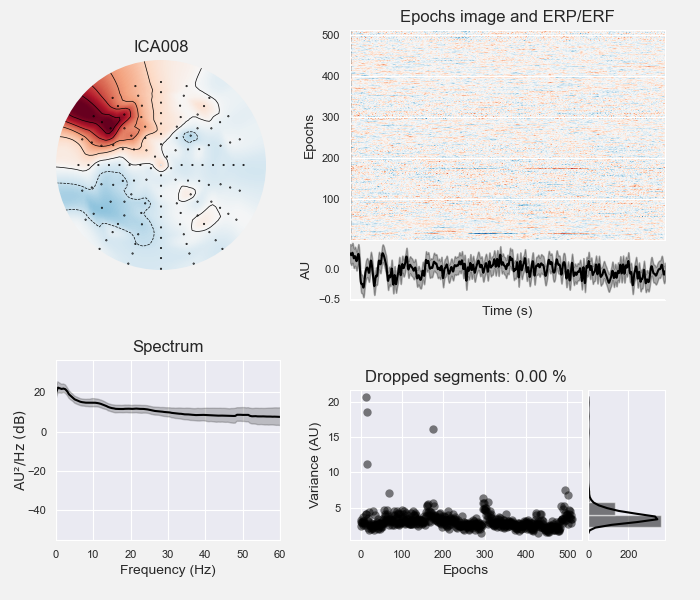 Epochs image and ERP/ERF
ICA008
500
400
300
200
100
Epochs
0.0
−0.5
AU
Time (s)
Spectrum
20
0
−20
−40
AU²/Hz (dB)
0 10 20 30 40 50 60
Frequency (Hz)
Dropped segments: 0.00 %
20
15
10
5
Variance (AU)
0 100 200 300 400 500
Epochs
0 200